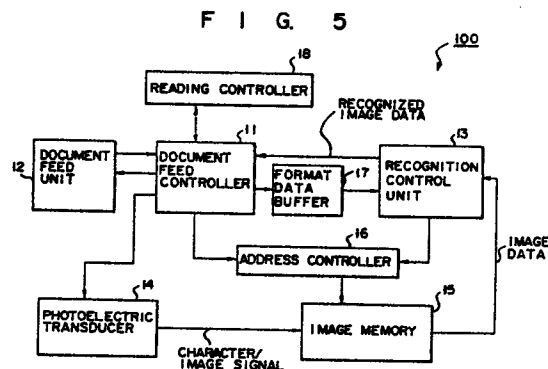 F I G. 5
100
18
READING CONTROLLER
RECOGNIZED
IMAGE DATA
11
13
12
DOCUMENT
FEED
UNIT
DOCUMENT
FEED
CONTROLLER
17
FORMAT
DATA
BUFFER
RECOGNITION
CONTROL
UNIT
16
ADDRESS CONTROLLER
IMAGE
DATA
14
PHOTOELECTRIC
TRANSDUCER
15
IMAGE MEMORY
CHARACTER/
IMAGE SIGNAL